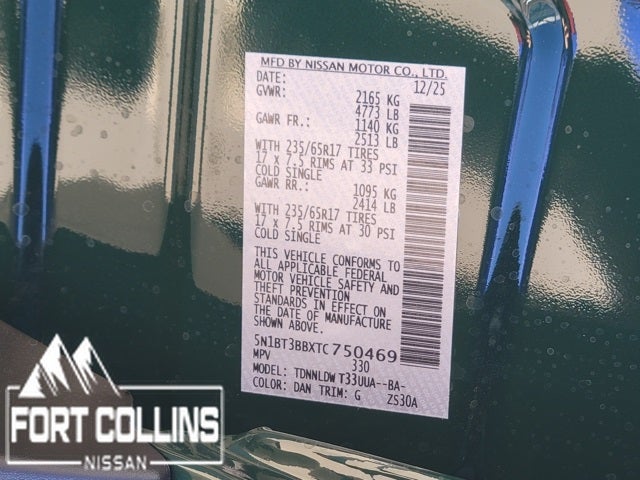 MFD BY NISSAN MOTOR CO., LTD.
DATE: 12/25
GVWR: 2165 KG
4773 LB
GAWR FR.: 1140 KG
2513 LB
WITH 235/65R17 TIRES
17 x 7.5 RIMS AT 33 PSI
COLD SINGLE
GAWR RR.: 1095 KG
2414 LB
WITH 235/65R17 TIRES
17 x 7.5 RIMS AT 30 PSI
COLD SINGLE
THIS VEHICLE CONFORMS TO
ALL APPLICABLE FEDERAL
MOTOR VEHICLE SAFETY AND
THEFT PREVENTION
STANDARDS IN EFFECT ON
THE DATE OF MANUFACTURE
SHOWN ABOVE.
5N1BT3BBXTC750469
MPV 330
MODEL: TDNNLDW T33UUA--BA-
COLOR: DAN TRIM: G ZS30A
FORT COLLINS
NISSAN